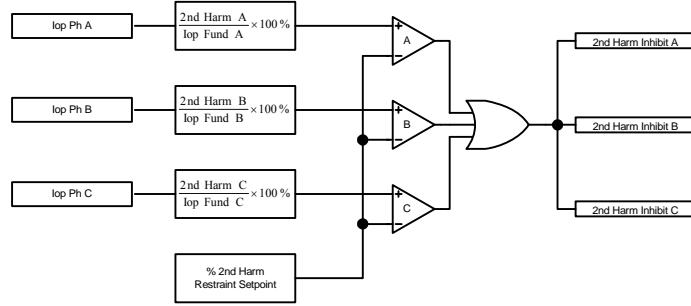 Iop Ph A
2nd Harm A
Iop Fund A
×100%
+
−
A
2nd Harm Inhibit A
Iop Ph B
2nd Harm B
Iop Fund B
×100%
+
−
B
2nd Harm Inhibit B
Iop Ph C
2nd Harm C
Iop Fund C
×100%
+
−
C
2nd Harm Inhibit C
% 2nd Harm
Restraint Setpoint